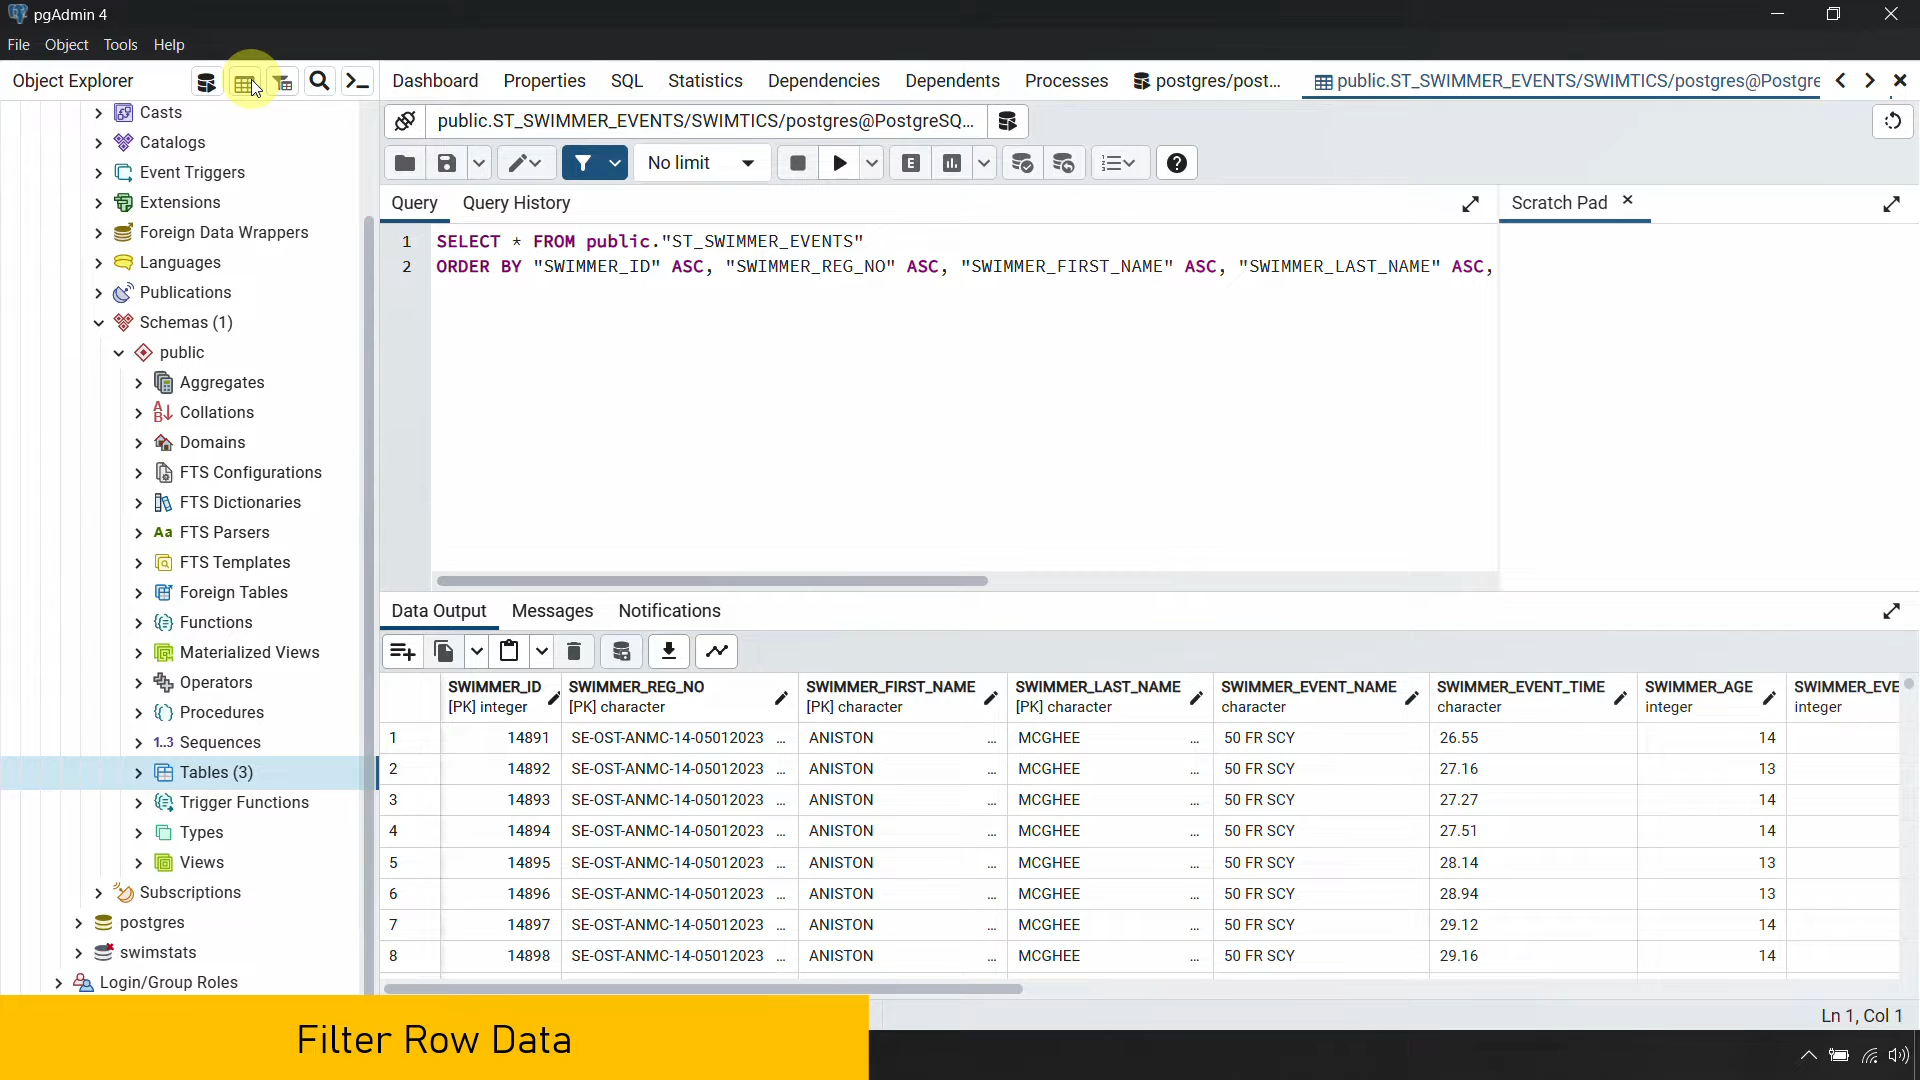 pgAdmin 4
File Object Tools Help
Object Explorer
Dashboard Properties SQL Statistics Dependencies Dependents Processes postgres/post... public.ST_SWIMMER_EVENTS/SWIMTICS/postgres@Postgre
public.ST_SWIMMER_EVENTS/SWIMTICS/postgres@PostgreSQ...
No limit
E
Query Query History
Scratch Pad
1 SELECT * FROM public."ST_SWIMMER_EVENTS"
2 ORDER BY "SWIMMER_ID" ASC, "SWIMMER_REG_NO" ASC, "SWIMMER_FIRST_NAME" ASC, "SWIMMER_LAST_NAME" ASC,
Casts
Catalogs
Event Triggers
Extensions
Foreign Data Wrappers
Languages
Publications
Schemas (1)
public
Aggregates
Collations
Domains
FTS Configurations
FTS Dictionaries
Aa FTS Parsers
FTS Templates
Foreign Tables
Functions
Materialized Views
Operators
Procedures
1..3 Sequences
Tables (3)
Trigger Functions
Types
Views
Subscriptions
postgres
swimstats
Login/Group Roles
Data Output Messages Notifications
SWIMMER_ID SWIMMER_REG_NO SWIMMER_FIRST_NAME SWIMMER_LAST_NAME SWIMMER_EVENT_NAME SWIMMER_EVENT_TIME SWIMMER_AGE SWIMMER_EVE
[PK] integer [PK] character [PK] character [PK] character character character integer integer
1 14891 SE-OST-ANMC-14-05012023 ... ANISTON ... MCGHEE ... 50 FR SCY 26.55 14
2 14892 SE-OST-ANMC-14-05012023 ... ANISTON ... MCGHEE ... 50 FR SCY 27.16 13
3 14893 SE-OST-ANMC-14-05012023 ... ANISTON ... MCGHEE ... 50 FR SCY 27.27 14
4 14894 SE-OST-ANMC-14-05012023 ... ANISTON ... MCGHEE ... 50 FR SCY 27.51 14
5 14895 SE-OST-ANMC-14-05012023 ... ANISTON ... MCGHEE ... 50 FR SCY 28.14 13
6 14896 SE-OST-ANMC-14-05012023 ... ANISTON ... MCGHEE ... 50 FR SCY 28.94 13
7 14897 SE-OST-ANMC-14-05012023 ... ANISTON ... MCGHEE ... 50 FR SCY 29.12 14
8 14898 SE-OST-ANMC-14-05012023 ... ANISTON ... MCGHEE ... 50 FR SCY 29.16 14
Ln 1, Col 1
Filter Row Data